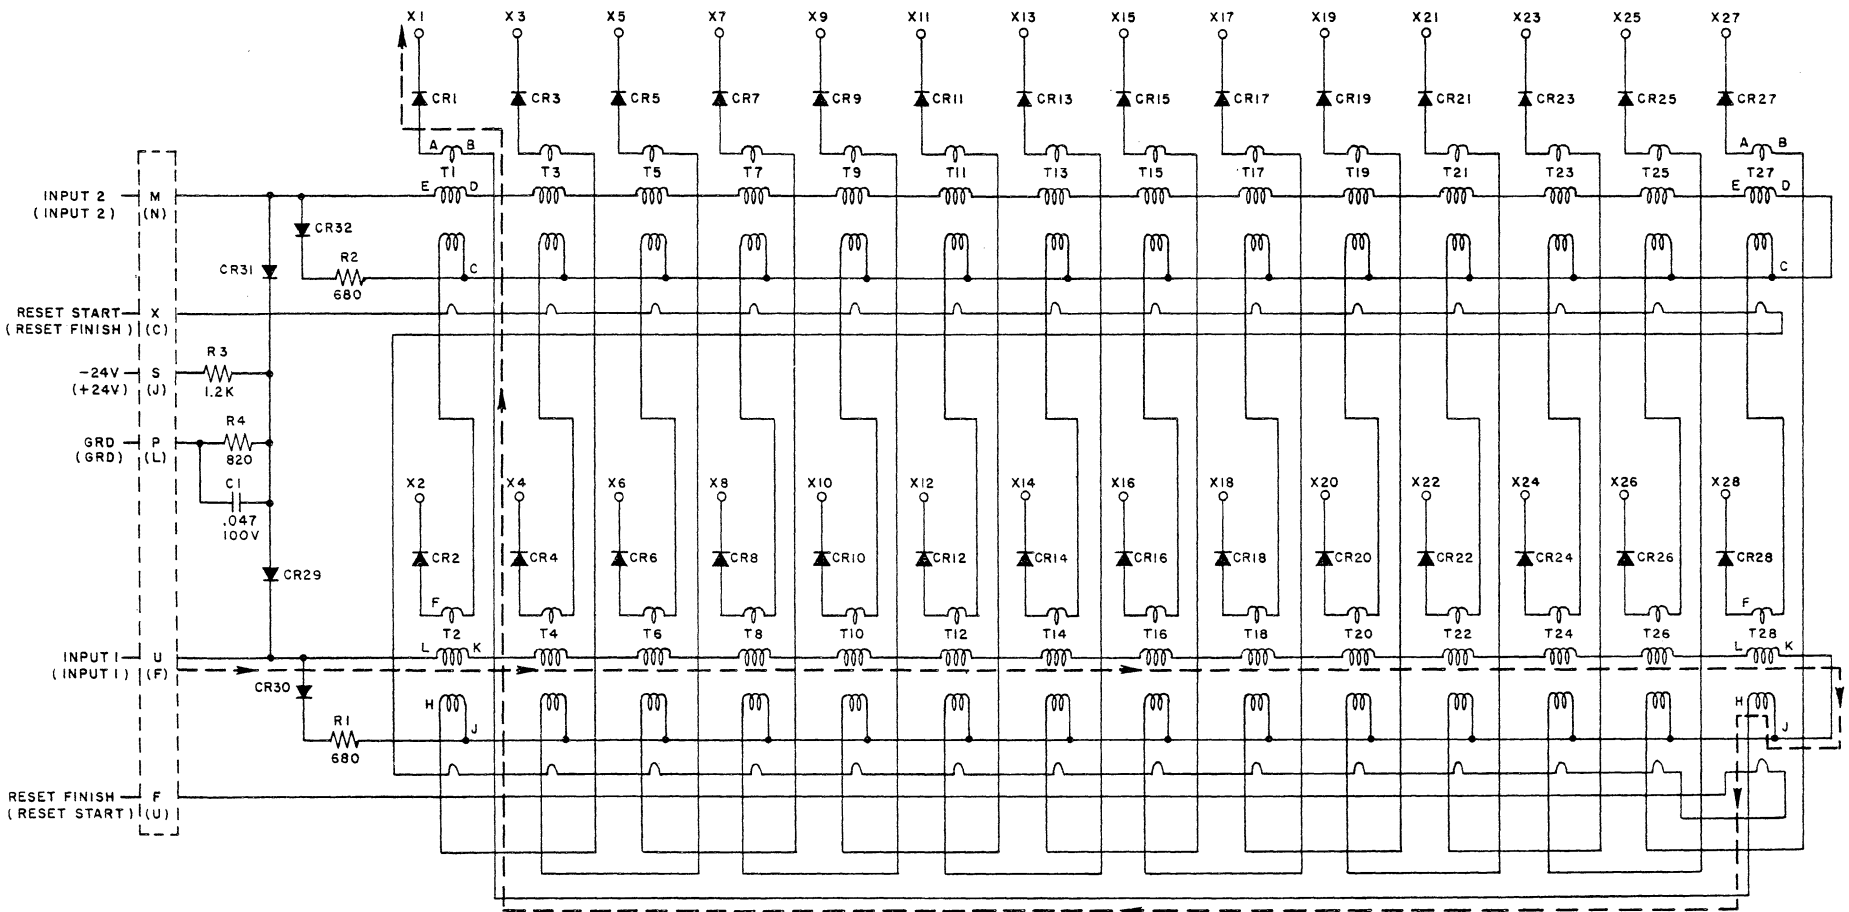 X1 X3 X5 X7 X9 X11 X13 X15 X17 X19 X21 X23 X25 X27
CR1 CR3 CR5 CR7 CR9 CR11 CR13 CR15 CR17 CR19 CR21 CR23 CR25 CR27
A B A B
T1 T3 T5 T7 T9 T11 T13 T15 T17 T19 T21 T23 T25 T27
E D E D
INPUT 2 M
(INPUT 2) (N)
CR32
CR31
R2
680
C C
RESET START X
(RESET FINISH) (C)
R3
-24V S
(+24V) (J)
1.2K
R4
GRD P
(GRD) (L)
820
C1
.047
100V
X2 X4 X6 X8 X10 X12 X14 X16 X18 X20 X22 X24 X26 X28
CR2 CR4 CR6 CR8 CR10 CR12 CR14 CR16 CR18 CR20 CR22 CR24 CR26 CR28
CR29
F F
T2 T4 T6 T8 T10 T12 T14 T16 T18 T20 T22 T24 T26 T28
L K L K
INPUT 1 U
(INPUT 1) (F)
CR30
H H
R1
680
J J
RESET FINISH F
(RESET START) (U)